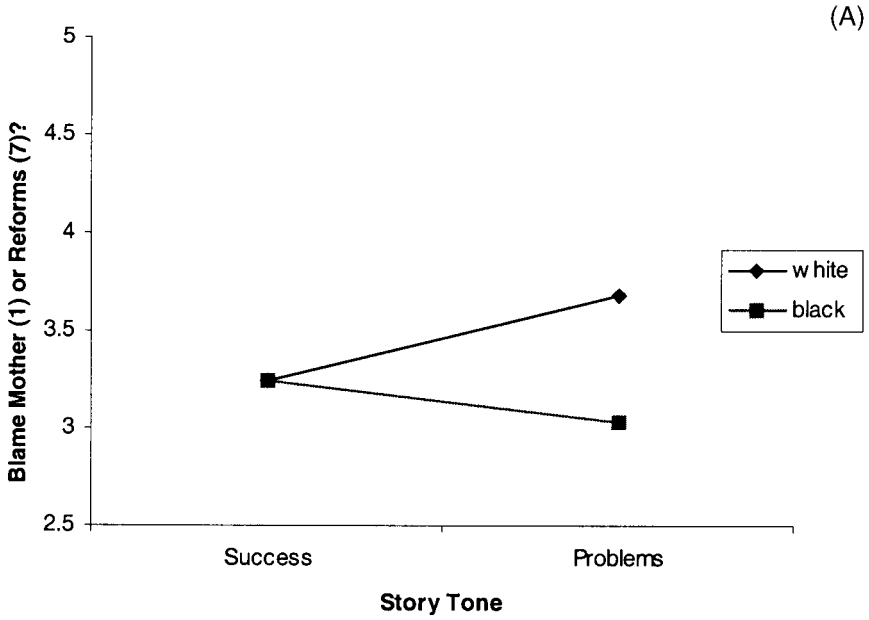 (A)
5
4.5
4
3.5
3
2.5
Blame Mother (1) or Reforms (7)?
Success
Problems
Story Tone
white
black